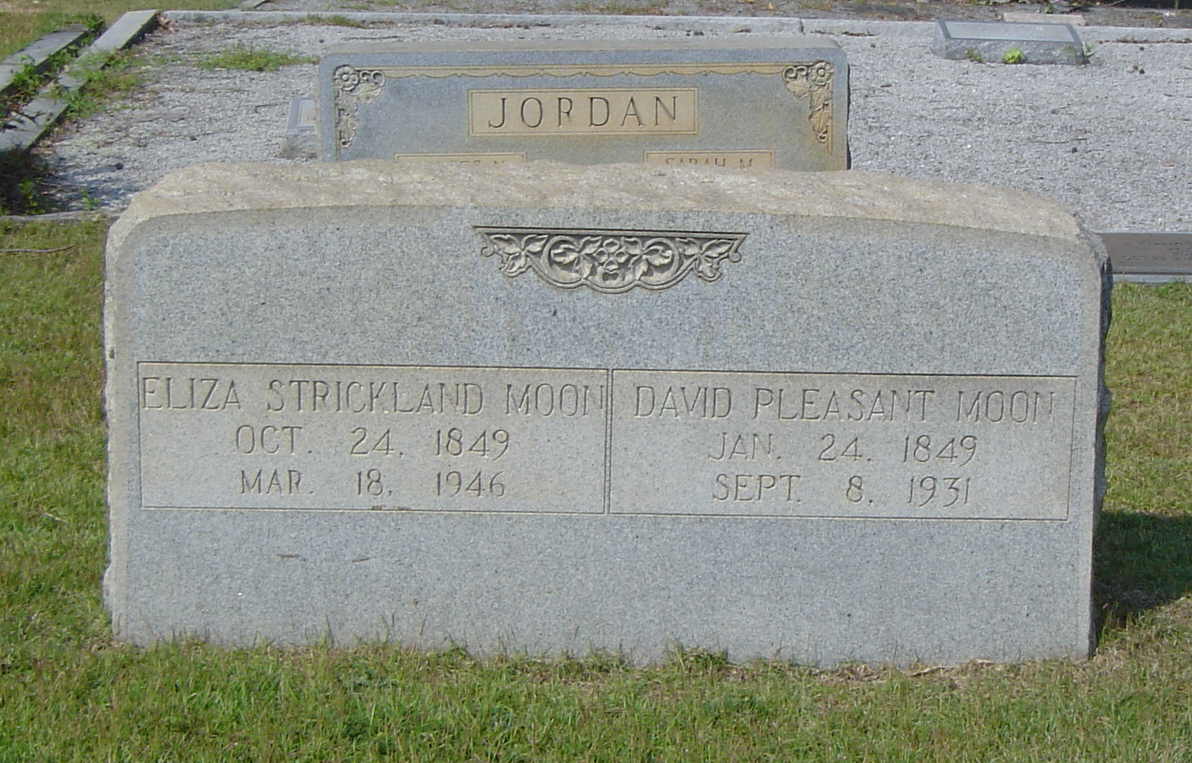 JORDAN
SARAH M.
ELIZA STRICKLAND MOON
OCT. 24. 1849
MAR. 18. 1946
DAVID PLEASANT MOON
JAN. 24. 1849
SEPT. 8. 1931